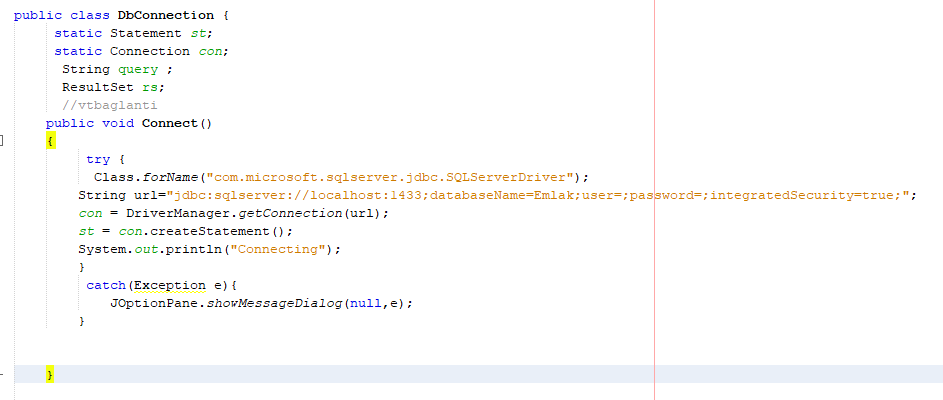 public class DbConnection {
static Statement st;
static Connection con;
String query ;
ResultSet rs;
//vtbaglanti
public void Connect()
{
try {
Class.forName("com.microsoft.sqlserver.jdbc.SQLServerDriver");
String url="jdbc:sqlserver://localhost:1433;databaseName=Emlak;user=;password=;integratedSecurity=true;";
con = DriverManager.getConnection(url);
st = con.createStatement();
System.out.println("Connecting");
}
catch(Exception e){
JOptionPane.showMessageDialog(null,e);
}
}